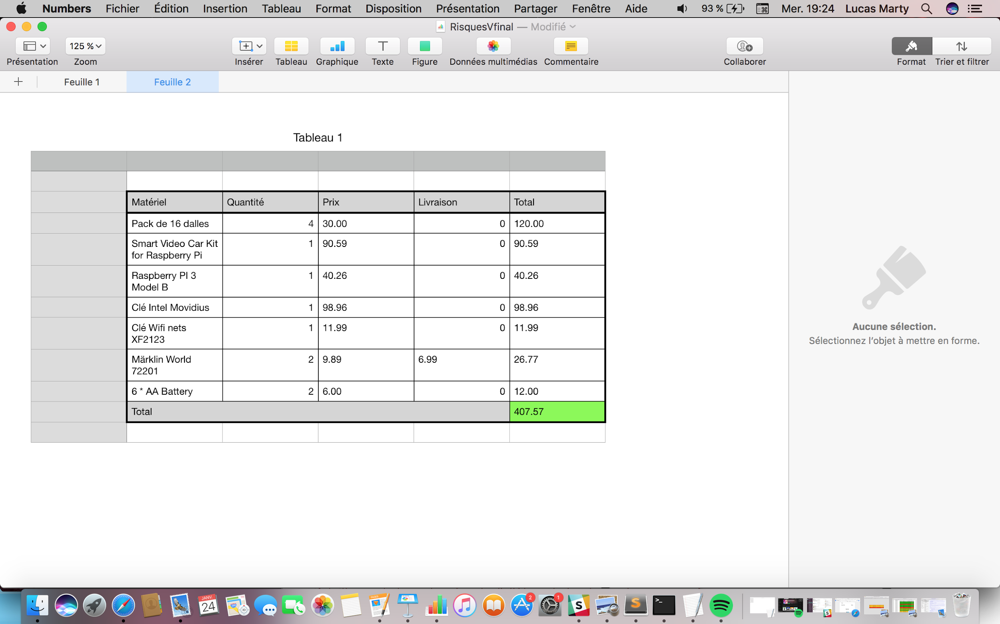 Numbers Fichier Édition Insertion Tableau Format Disposition Présentation Partager Fenêtre Aide 93 % Mer. 19:24 Lucas Marty
RisquesVfinal — Modifié
125 %
Présentation Zoom Insérer Tableau Graphique Texte Figure Données multimédias Commentaire Collaborer Format Trier et filtrer
Feuille 1 Feuille 2
Tableau 1
Matériel Quantité Prix Livraison Total
Pack de 16 dalles 4 30.00 0 120.00
Smart Video Car Kit 1 90.59 0 90.59
for Raspberry Pi
Raspberry PI 3 1 40.26 0 40.26
Model B
Clé Intel Movidius 1 98.96 0 98.96
Clé Wifi nets 1 11.99 0 11.99
XF2123
Märklin World 2 9.89 6.99 26.77
72201
6 * AA Battery 2 6.00 0 12.00
Total 407.57
Aucune sélection.
Sélectionnez l’objet à mettre en forme.
JANV.
24
PAGES
2
1